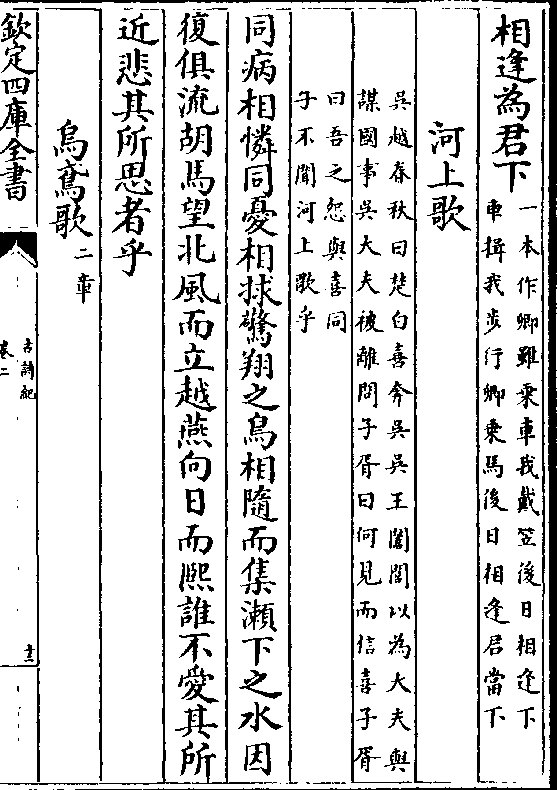 相逢為君下
一本作卿雖乗車我戴笠後日相逢下
車揖我步行卿乗馬後日相逢君當下
河上歌
吳越春秋曰楚白喜奔吳吳王闔閭以為大夫與
謀國事吳大夫被離問子胥曰何見而信喜子胥
曰吾之怨與喜同
子不聞河上歌乎
同病相憐同憂相捄驚翔之鳥相隨而集瀨下之水因
復俱流胡馬望北風而立越燕向日而熙誰不愛其所
近悲其所思者乎
烏鳶歌二章
欽定四庫全書
古詩紀
卷二